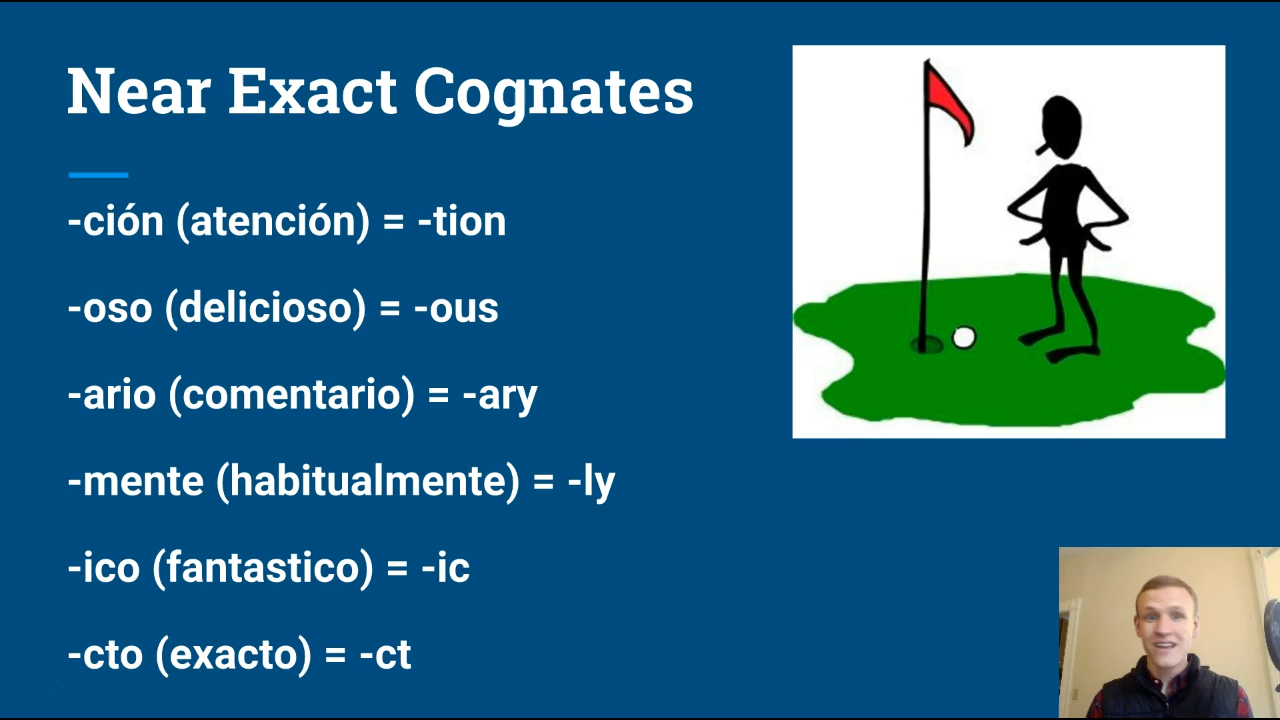 Near Exact Cognates
-ción (atención) = -tion
-oso (delicioso) = -ous
-ario (comentario) = -ary
-mente (habitualmente) = -ly
-ico (fantastico) = -ic
-cto (exacto) = -ct